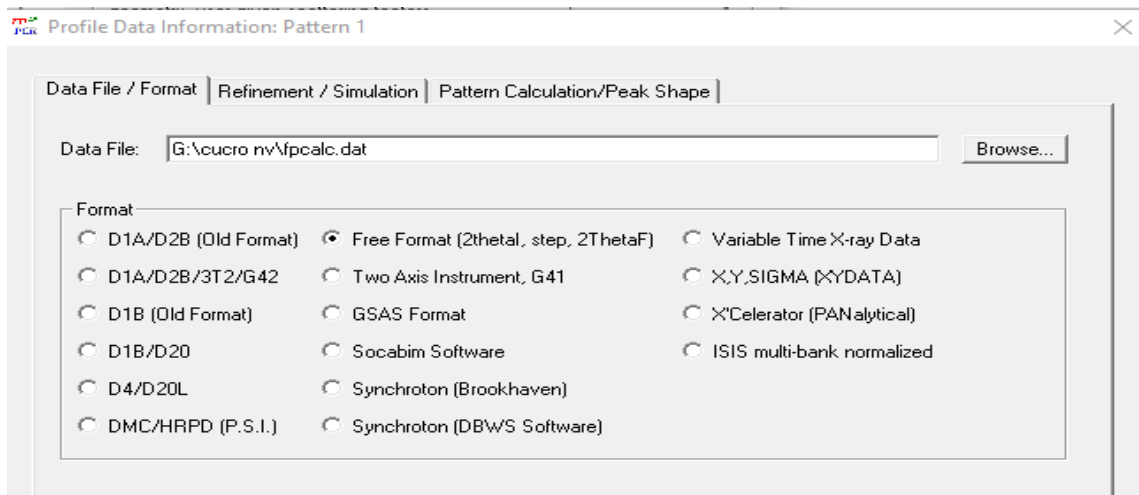 Profile Data Information: Pattern 1
Data File / Format Refinement / Simulation Pattern Calculation/Peak Shape
Data File: G:\cucro nv\fpcalc.dat Browse...
Format
D1A/D2B (Old Format) Free Format (2thetaI, step, 2ThetaF) Variable Time X-ray Data
D1A/D2B/3T2/G42 Two Axis Instrument, G41 X,Y,SIGMA (XYDATA)
D1B (Old Format) GSAS Format X'Celerator (PANalytical)
D1B/D20 Socabim Software ISIS multi-bank normalized
D4/D20L Synchroton (Brookhaven)
DMC/HRPD (P.S.I.) Synchroton (DBWS Software)